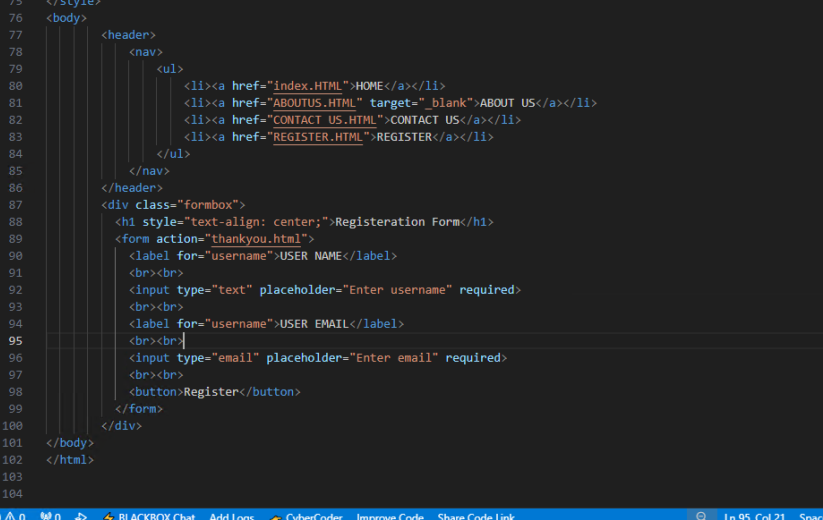 75 </style>
76 <body>
77 <header>
78 <nav>
79 <ul>
80 <li><a href="index.HTML">HOME</a></li>
81 <li><a href="ABOUTUS.HTML" target="_blank">ABOUT US</a></li>
82 <li><a href="CONTACT US.HTML">CONTACT US</a></li>
83 <li><a href="REGISTER.HTML">REGISTER</a></li>
84 </ul>
85 </nav>
86 </header>
87 <div class="formbox">
88 <h1 style="text-align: center;">Registeration Form</h1>
89 <form action="thankyou.html">
90 <label for="username">USER NAME</label>
91 <br><br>
92 <input type="text" placeholder="Enter username" required>
93 <br><br>
94 <label for="username">USER EMAIL</label>
95 <br><br>
96 <input type="email" placeholder="Enter email" required>
97 <br><br>
98 <button>Register</button>
99 </form>
100 </div>
101 </body>
102 </html>
103
104
0 0 BLACKBOX Chat Add Logs CyberCoder Improve Code Share Code Link Ln 95, Col 21